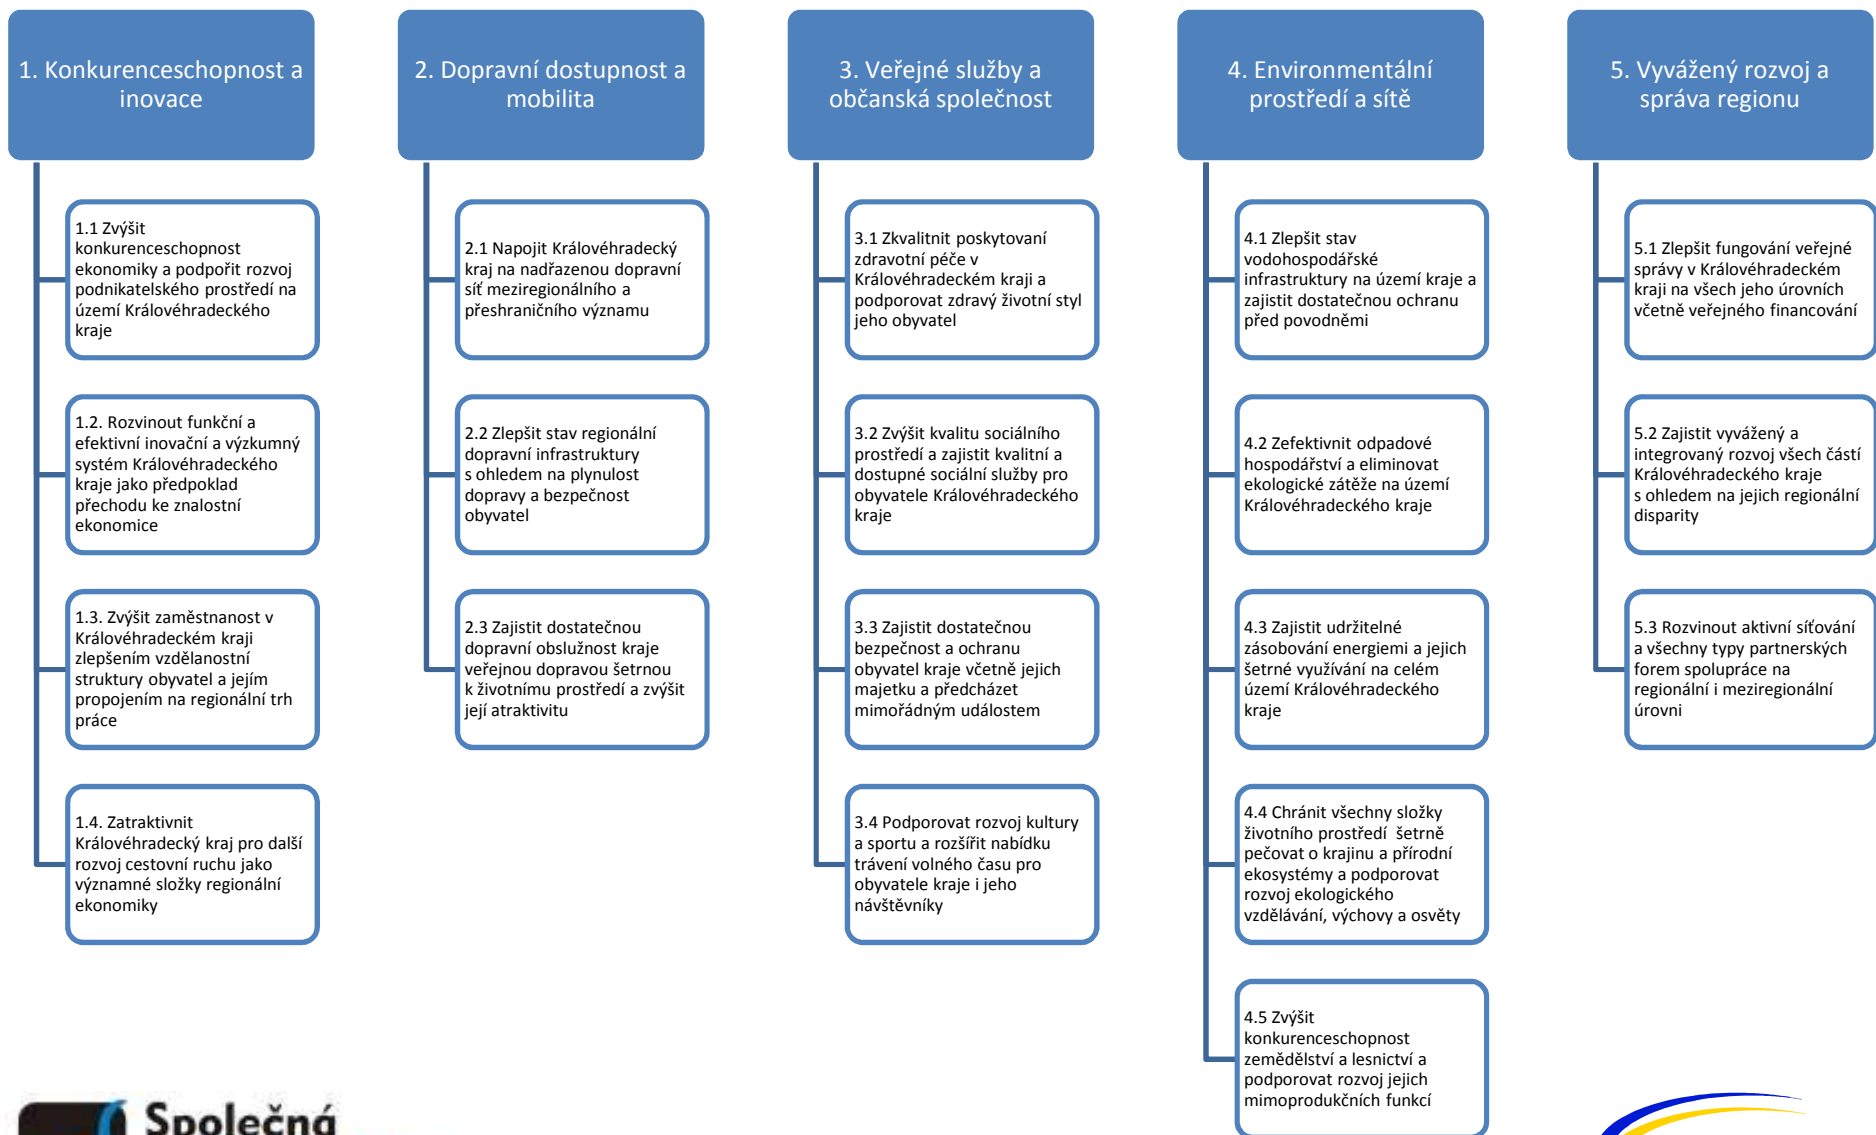 1. Konkurenceschopnost a
inovace
1.1 Zvýšit
konkurenceschopnost
ekonomiky a podpořit rozvoj
podnikatelského prostředí na
území Královéhradeckého
kraje
1.2. Rozvinout funkční a
efektivní inovační a výzkumný
systém Královéhradeckého
kraje jako předpoklad
přechodu ke znalostní
ekonomice
1.3. Zvýšit zaměstnanost v
Královéhradeckém kraji
zlepšením vzdělanostní
struktury obyvatel a jejím
propojením na regionální trh
práce
1.4. Zatraktivnit
Královéhradecký kraj pro další
rozvoj cestovní ruchu jako
významné složky regionální
ekonomiky
2. Dopravní dostupnost a
mobilita
2.1 Napojit Královéhradecký
kraj na nadřazenou dopravní
síť meziregionálního a
přeshraničního významu
2.2 Zlepšit stav regionální
dopravní infrastruktury
s ohledem na plynulost
dopravy a bezpečnost
obyvatel
2.3 Zajistit dostatečnou
dopravní obslužnost kraje
veřejnou dopravou šetrnou
k životnímu prostředí a zvýšit
její atraktivitu
3. Veřejné služby a
občanská společnost
3.1 Zkvalitnit poskytovaní
zdravotní péče v
Královéhradeckém kraji a
podporovat zdravý životní styl
jeho obyvatel
3.2 Zvýšit kvalitu sociálního
prostředí a zajistit kvalitní a
dostupné sociální služby pro
obyvatele Královéhradeckého
kraje
3.3 Zajistit dostatečnou
bezpečnost a ochranu
obyvatel kraje včetně jejich
majetku a předcházet
mimořádným událostem
3.4 Podporovat rozvoj kultury
a sportu a rozšířit nabídku
trávení volného času pro
obyvatele kraje i jeho
návštěvníky
4. Environmentální
prostředí a sítě
4.1 Zlepšit stav
vodohospodářské
infrastruktury na území kraje a
zajistit dostatečnou ochranu
před povodněmi
4.2 Zefektivnit odpadové
hospodářství a eliminovat
ekologické zátěže na území
Královéhradeckého kraje
4.3 Zajistit udržitelné
zásobování energiemi a jejich
šetrné využívání na celém
území Královéhradeckého
kraje
4.4 Chránit všechny složky
životního prostředí  šetrně
pečovat o krajinu a přírodní
ekosystémy a podporovat
rozvoj ekologického
vzdělávání, výchovy a osvěty
4.5 Zvýšit
konkurenceschopnost
zemědělství a lesnictví a
podporovat rozvoj jejich
mimoprodukčních funkcí
5. Vyvážený rozvoj a
správa regionu
5.1 Zlepšit fungování veřejné
správy v Královéhradeckém
kraji na všech jeho úrovních
včetně veřejného financování
5.2 Zajistit vyvážený a
integrovaný rozvoj všech částí
Královéhradeckého kraje
s ohledem na jejich regionální
disparity
5.3 Rozvinout aktivní síťování
a všechny typy partnerských
forem spolupráce na
regionální i meziregionální
úrovni
Společná